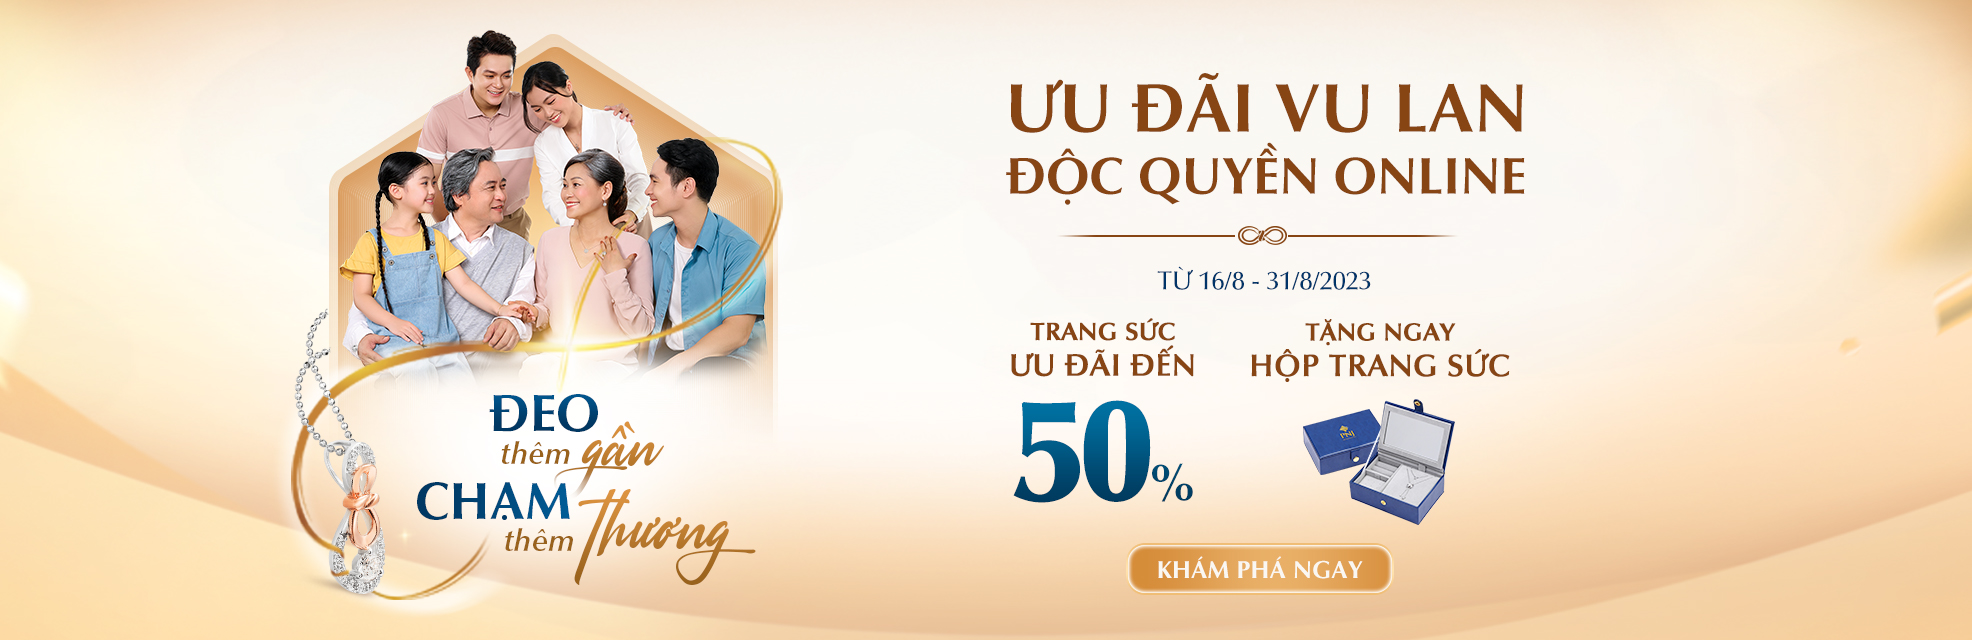 ĐEO
thêm gần
CHẠM
thêm Thương
ƯU ĐÃI VU LAN
ĐỘC QUYỀN ONLINE
TỪ 16/8 - 31/8/2023
TRANG SỨC
ƯU ĐÃI ĐẾN
50%
TẶNG NGAY
HỘP TRANG SỨC
PNJ
KHÁM PHÁ NGAY